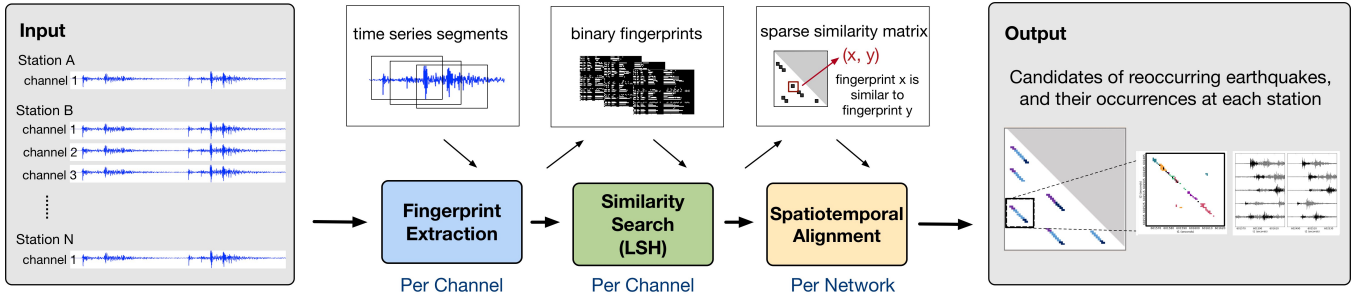 Input
Station A
channel 1
Station B
channel 1
channel 2
channel 3
Station N
channel 1
time series segments
binary fingerprints
sparse similarity matrix
(x, y)
fingerprint x is
similar to
fingerprint y
Fingerprint
Extraction
Per Channel
Similarity
Search
(LSH)
Per Channel
Spatiotemporal
Alignment
Per Network
Output
Candidates of reoccurring earthquakes,
and their occurrences at each station